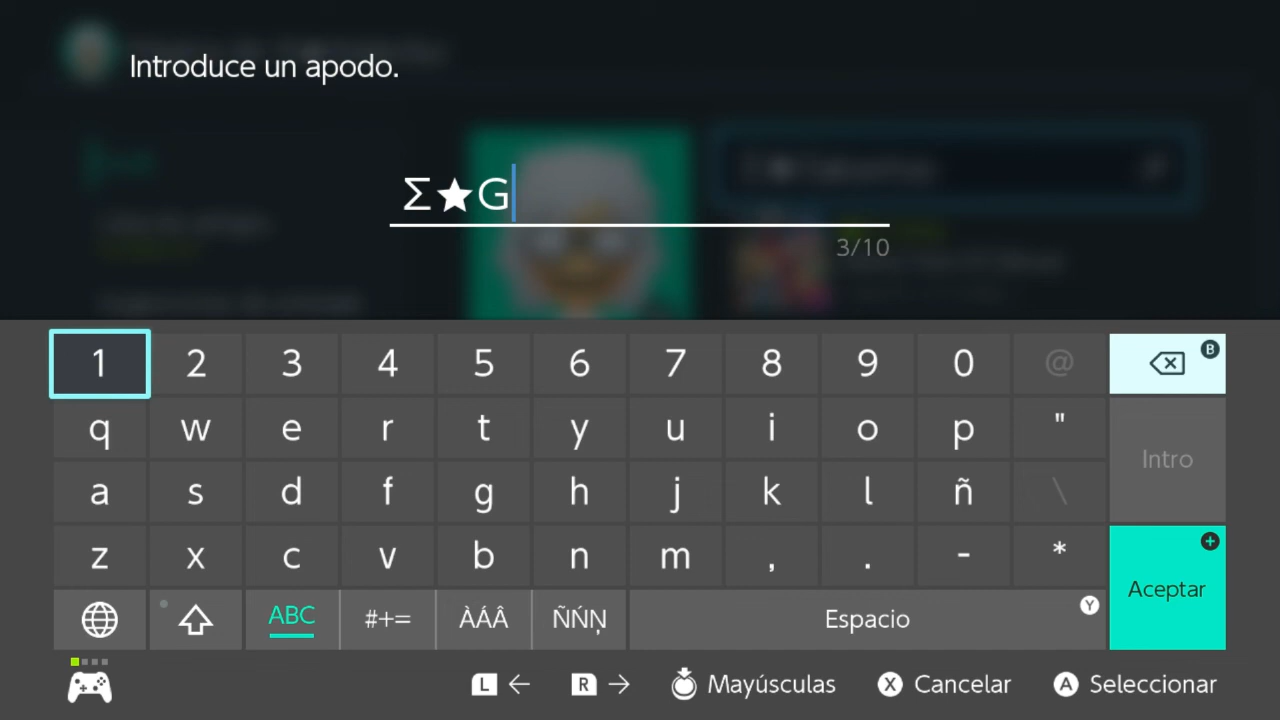 Introduce un apodo.
Σ★G
3/10
1 2 3 4 5 6 7 8 9 0 @ B
q w e r t y u i o p "
Intro
a s d f g h j k l ñ \
z x c v b n m , . - *
+
Aceptar
ABC #+= ÀÁÂ ÑŃŅ Espacio Y
L ← R → Mayúsculas X Cancelar A Seleccionar